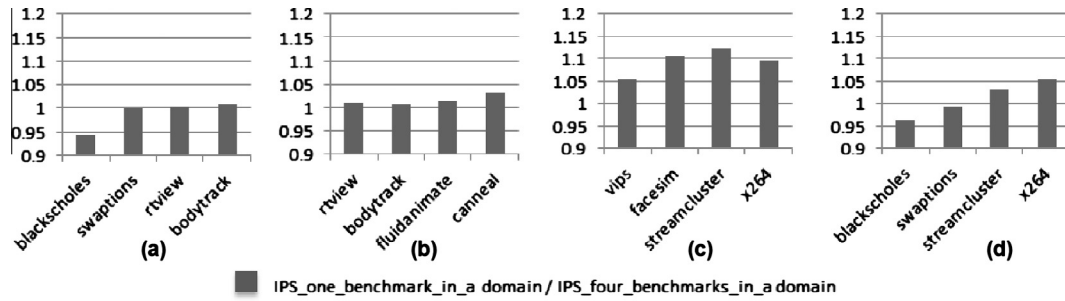 1.2
1.15
1.1
1.05
1
0.95
0.9
blackscholes
swaptions
rtview
bodytrack
(a)
1.2
1.15
1.1
1.05
1
0.95
0.9
rtview
bodytrack
fluidanimate
canneal
(b)
1.2
1.15
1.1
1.05
1
0.95
0.9
vips
facesim
streamcluster
x264
(c)
1.2
1.15
1.1
1.05
1
0.95
0.9
blackscholes
swaptions
streamcluster
x264
(d)
IPS_one_benchmark_in_a domain / IPS_four_benchmarks_in_a domain